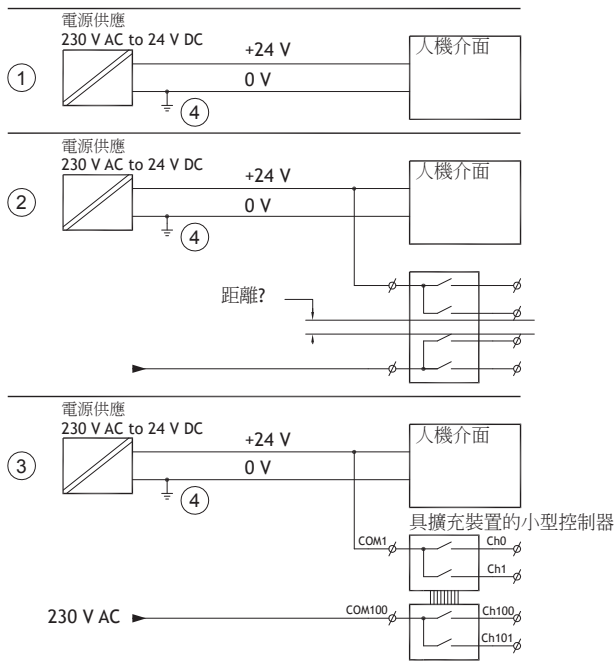 電源供應
230 V AC to 24 V DC
+24 V
人機介面
1
0 V
4
電源供應
230 V AC to 24 V DC
+24 V
人機介面
2
0 V
4
距離?
電源供應
230 V AC to 24 V DC
+24 V
人機介面
3
0 V
4
具擴充裝置的小型控制器
COM1
Ch0
Ch1
230 V AC
COM100
Ch100
Ch101